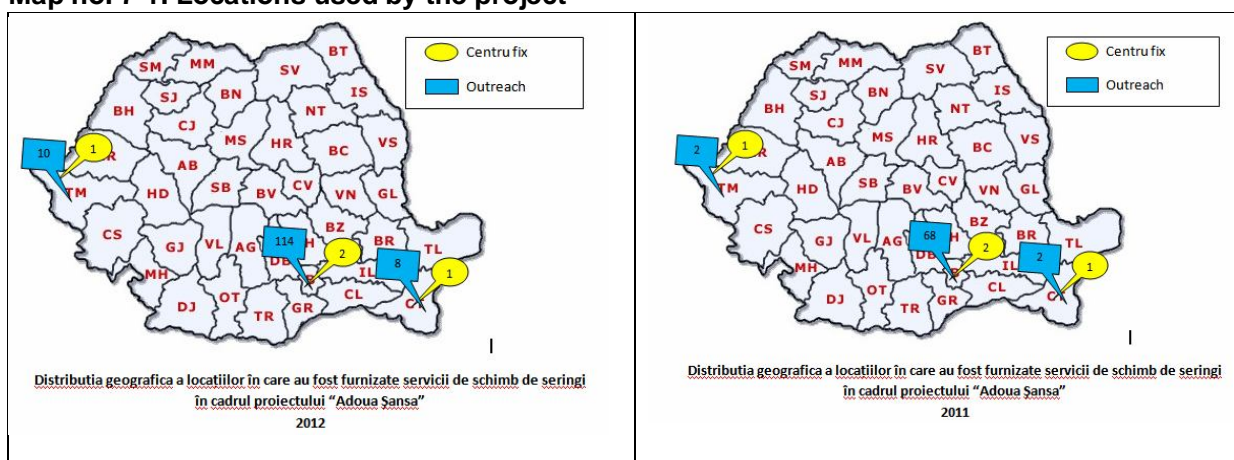 Map no. 7-1: Locations used by the project
Centru fix
Outreach
BT
SM
MM
SV
SJ
BN
IS
BH
NT
CJ
MS
HR
VS
1
10
R
BC
AB
TM
HD
SB
BV
CV
VN
GL
CS
BZ
GJ
VL
AG
114
H
2
BR
TL
DB
8
IL
1
MH
B
CL
C
DJ
OT
TR
GR
Distributia geografica a locațiilor în care au fost furnizate servicii de schimb de seringi
în cadrul proiectului “Adoua Șansa”
2012
Centru fix
Outreach
BT
SM
MM
SV
SJ
BN
IS
BH
NT
CJ
MS
HR
VS
2
1
R
BC
AB
TM
HD
SB
BV
CV
VN
GL
CS
BZ
GJ
VL
AG
68
H
2
BR
TL
DB
2
IL
1
MH
B
CL
C
DJ
OT
TR
GR
Distributia geografica a locațiilor în care au fost furnizate servicii de schimb de seringi
în cadrul proiectului “Adoua Șansa”
2011